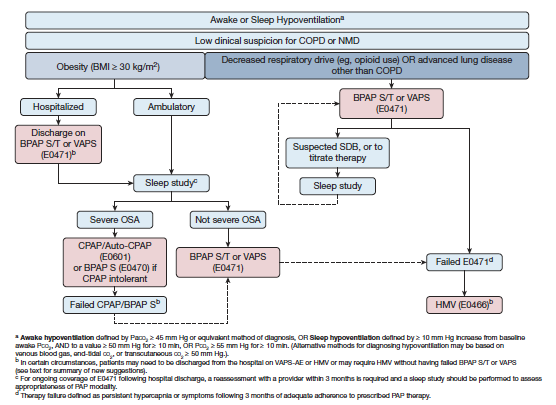 Awake or Sleep Hypoventilationa
Low clinical suspicion for COPD or NMD
Obesity (BMI ≥ 30 kg/m2)
Decreased respiratory drive (eg, opioid use) OR advanced lung disease
other than COPD
Hospitalized
Ambulatory
Discharge on
BPAP S/T or VAPS
(E0471)b
Sleep studyc
Severe OSA
Not severe OSA
CPAP/Auto-CPAP
(E0601)
or BPAP S (E0470) if
CPAP intolerant
Failed CPAP/BPAP Sb
BPAP S/T or VAPS
(E0471)
BPAP S/T or VAPS
(E0471)
Suspected SDB, or to
titrate therapy
Sleep study
Failed E0471d
HMV (E0466)b
a Awake hypoventilation defined by PaCO2 ≥ 45 mm Hg or equivalent method of diagnosis, OR Sleep hypoventilation defined by ≥ 10 mm Hg increase from baseline
awake PCO2, AND to a value ≥ 50 mm Hg for ≥ 10 min, OR PCO2 ≥ 55 mm Hg for ≥ 10 min. (Alternative methods for diagnosing hypoventilation may be based on
venous blood gas, end-tidal CO2, or transcutaneous CO2 ≥ 50 mm Hg.).
b In certain circumstances, patients may need to be discharged from the hospital on VAPS-AE or HMV or may require HMV without having failed BPAP S/T or VAPS
(see text for summary of new suggestions).
c For ongoing coverage of E0471 following hospital discharge, a reassessment with a provider within 3 months is required and a sleep study should be performed to assess
appropriateness of PAP modality.
d Therapy failure defined as persistent hypercapnia or symptoms following 3 months of adequate adherence to prescribed PAP therapy.